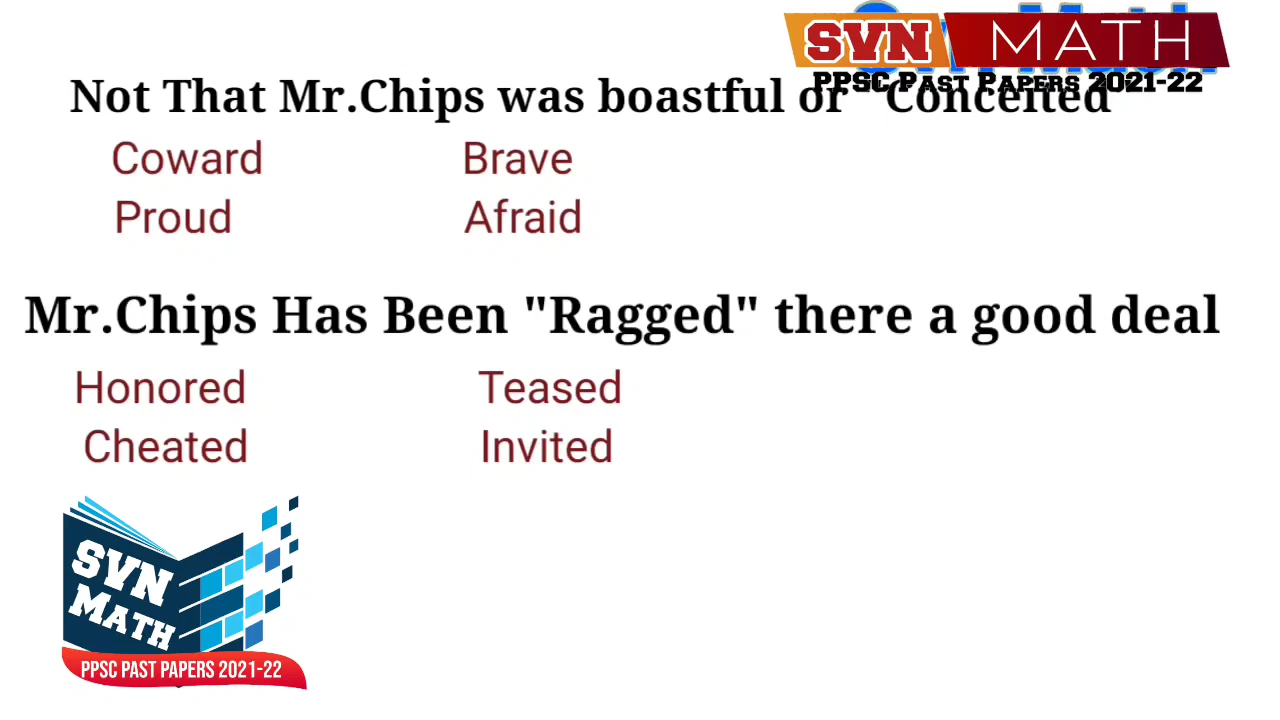 SVN MATH
PPSC PAST PAPERS 2021-22
Not That Mr.Chips was boastful or "Conceited"
Coward Brave
Proud Afraid
Mr.Chips Has Been "Ragged" there a good deal
Honored Teased
Cheated Invited
SVN
MATH
PPSC PAST PAPERS 2021-22